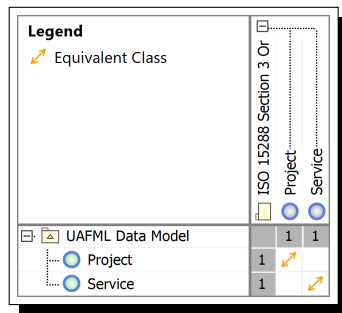 Legend
Equivalent Class
ISO 15288 Section 3 Or
Project
Service
UAFML Data Model 1 1
Project 1
Service 1